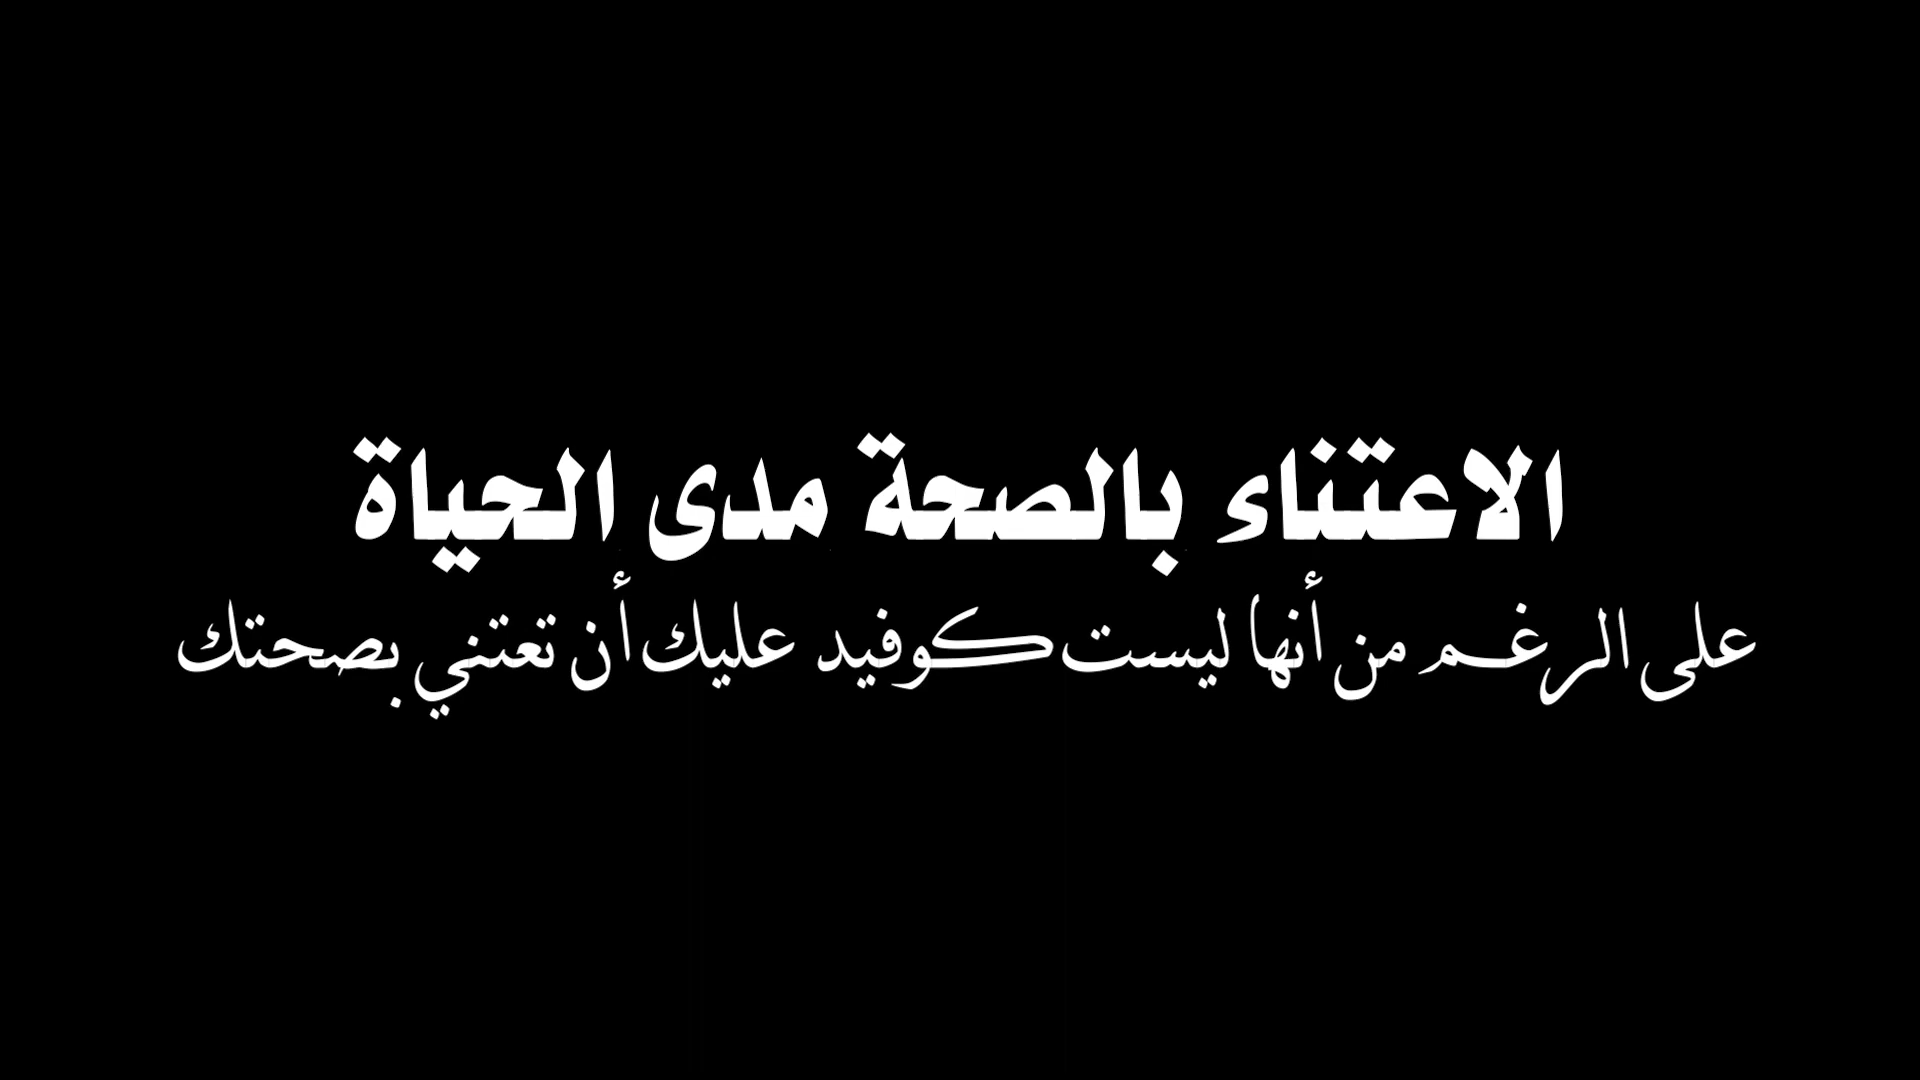 الاعتناء بالصحة مدى الحياة
على الرغم من أنها ليست كوفيد عليك أن تعتني بصحتك